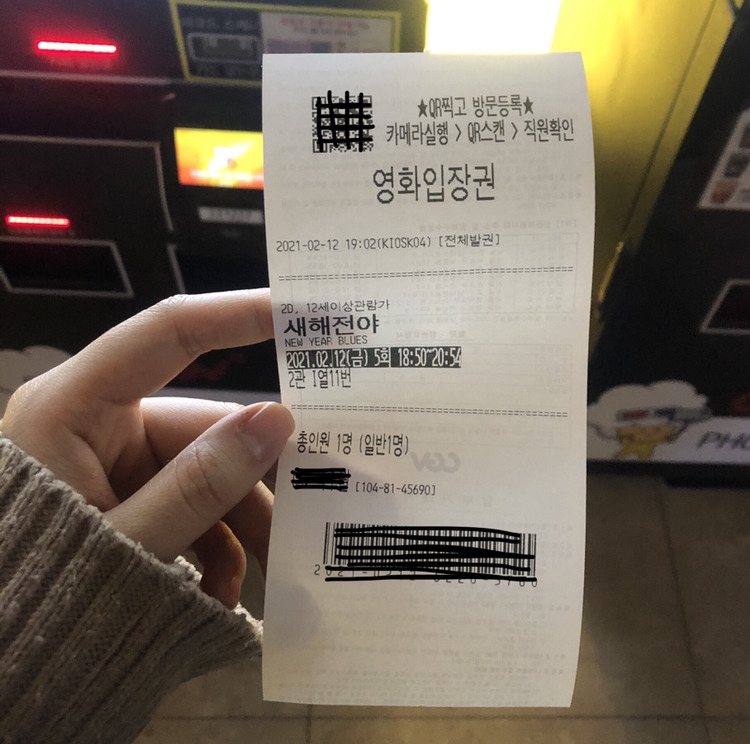 ★QR찍고 방문등록★
카메라실행 > QR스캔 > 직원확인
영화입장권
2021-02-12 19:02(KIOSK04) [전체발권]
2D, 12세이상관람가
새해전야
NEW YEAR BLUES
2021.02.12(금) 5회 18:50~20:54
2관 I열11번
총인원 1명 (일반1명)
CGV
[104-81-45690]
PHO